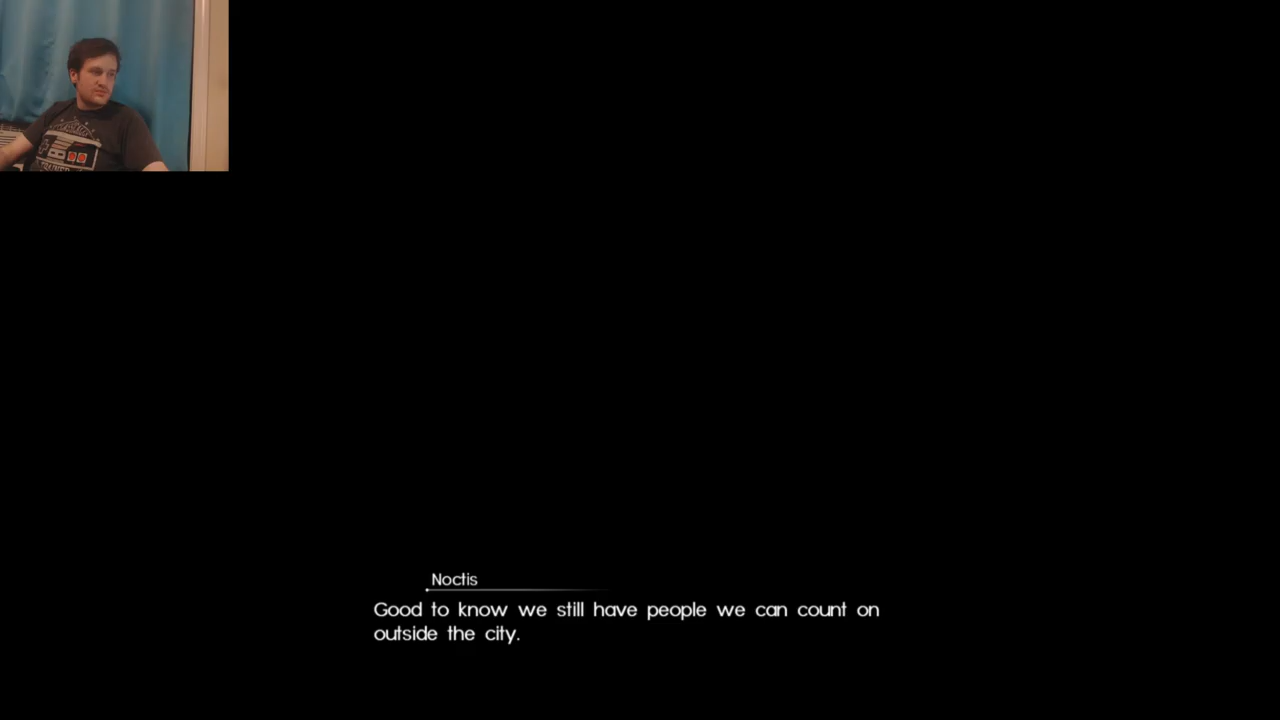 Noctis
Good to know we still have people we can count on
outside the city.